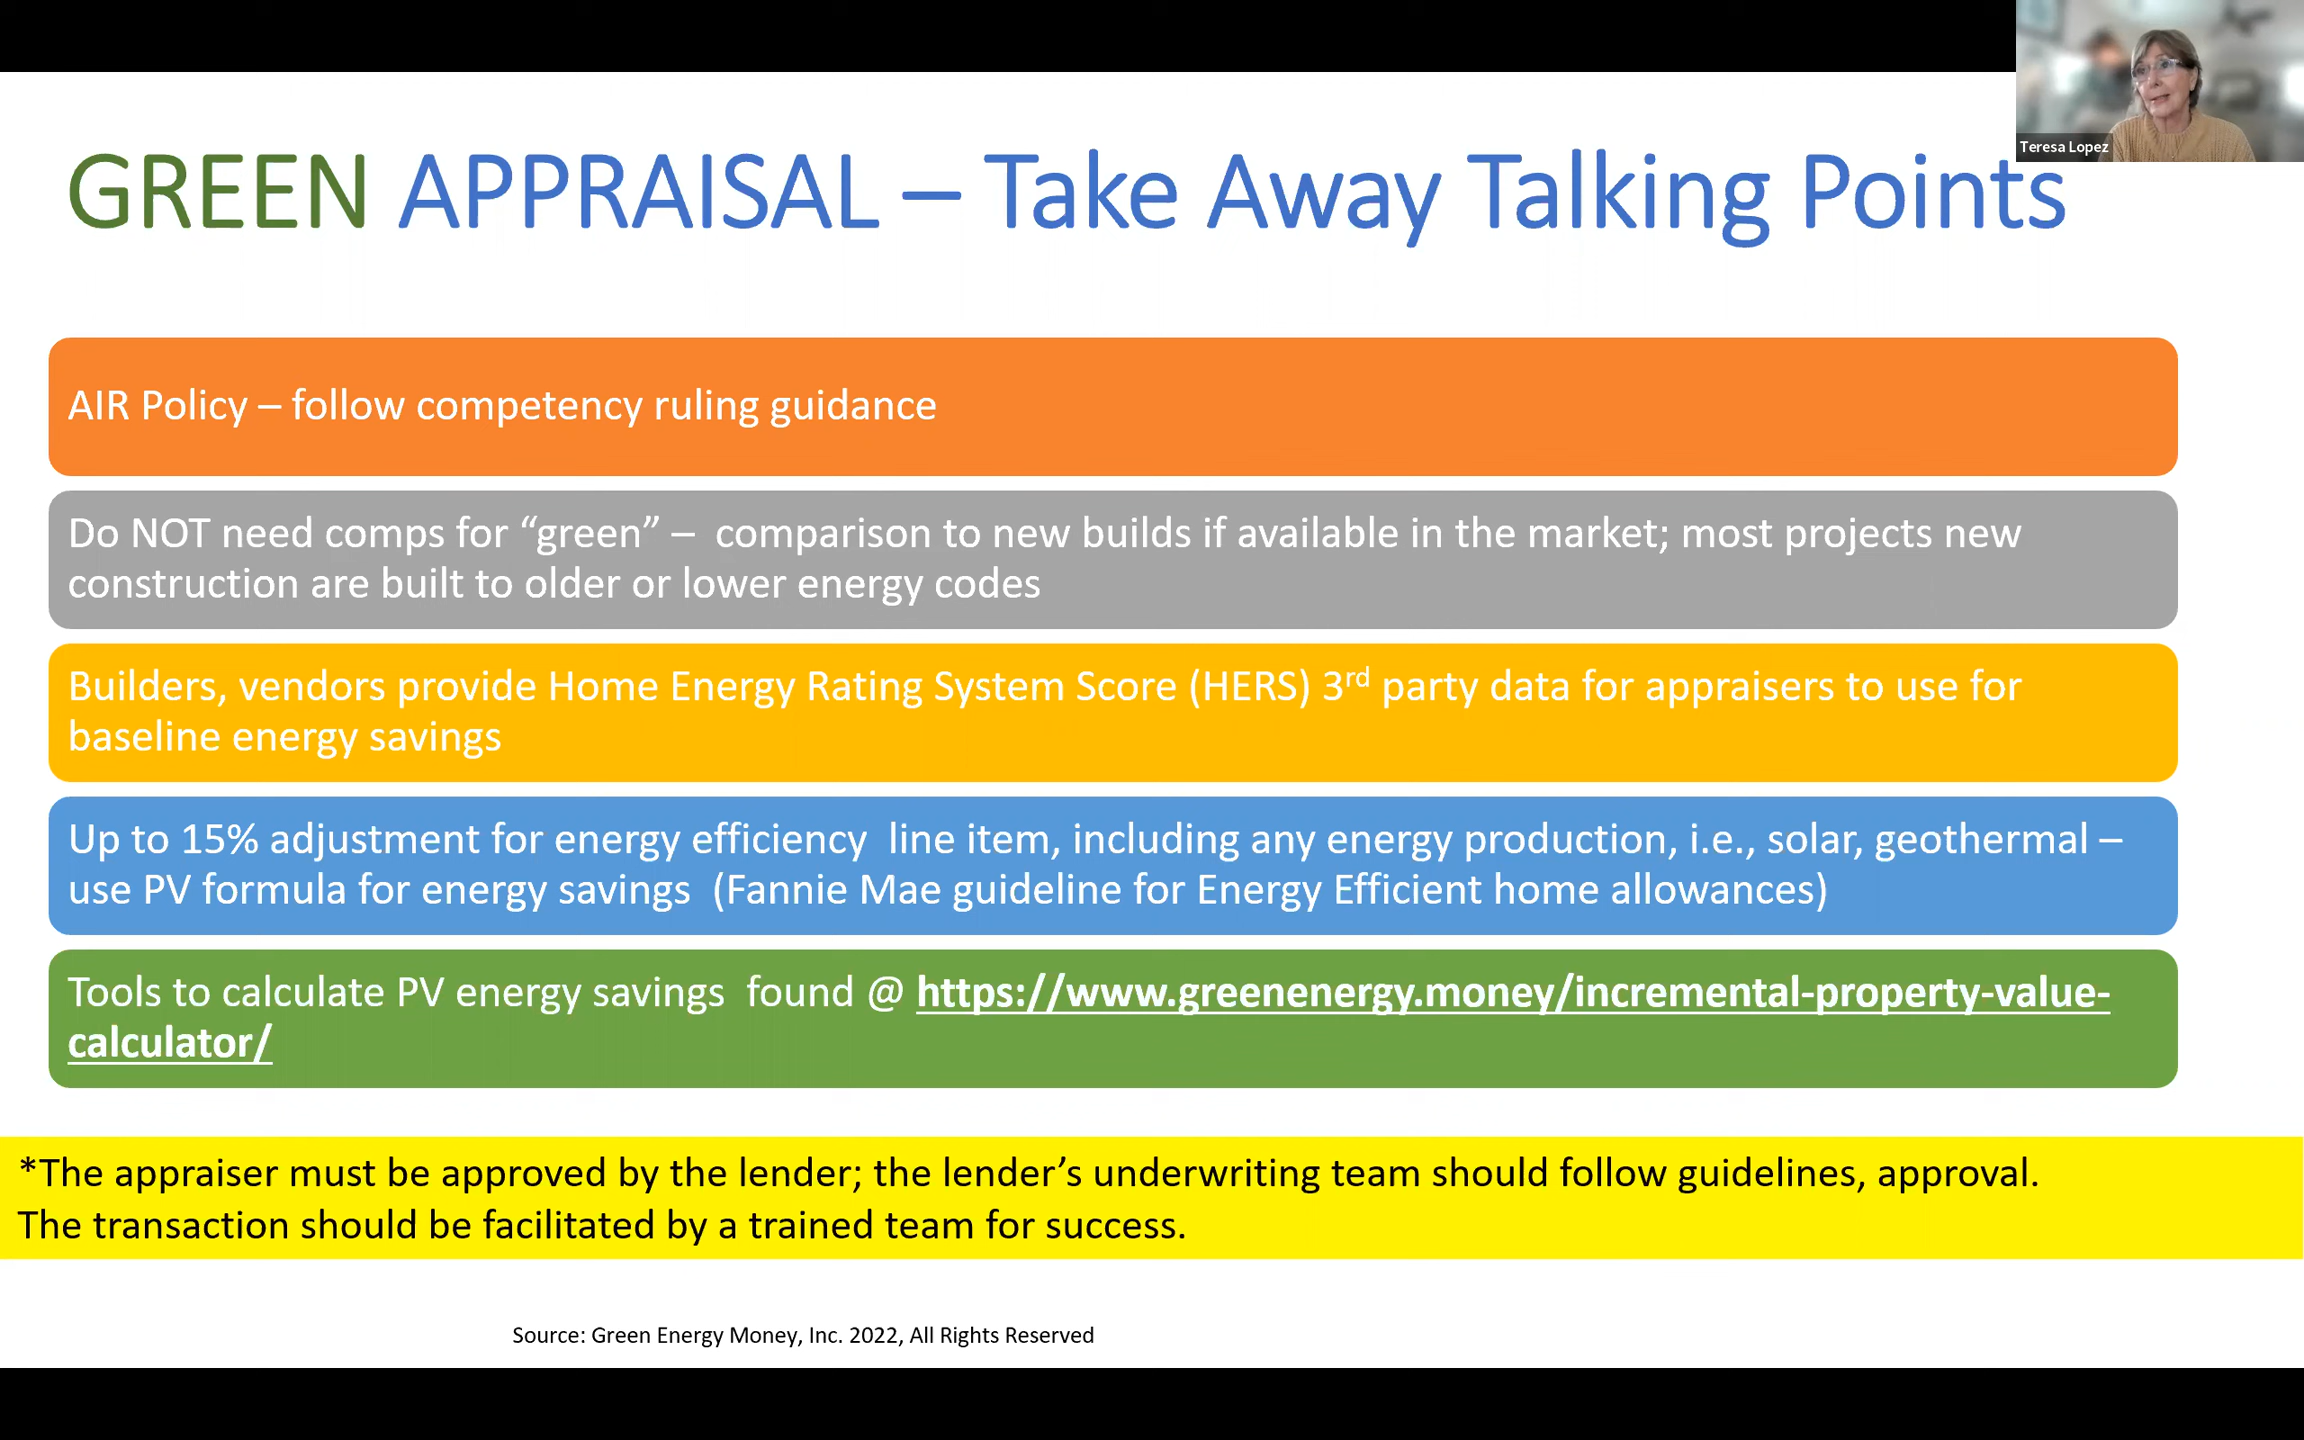 Teresa Lopez
GREEN APPRAISAL – Take Away Talking Points
AIR Policy – follow competency ruling guidance
Do NOT need comps for “green” –  comparison to new builds if available in the market; most projects new
construction are built to older or lower energy codes
Builders, vendors provide Home Energy Rating System Score (HERS) 3rd party data for appraisers to use for
baseline energy savings
Up to 15% adjustment for energy efficiency  line item, including any energy production, i.e., solar, geothermal –
use PV formula for energy savings  (Fannie Mae guideline for Energy Efficient home allowances)
Tools to calculate PV energy savings  found @ https://www.greenenergy.money/incremental-property-value-
calculator/
*The appraiser must be approved by the lender; the lender’s underwriting team should follow guidelines, approval.
The transaction should be facilitated by a trained team for success.
Source: Green Energy Money, Inc. 2022, All Rights Reserved